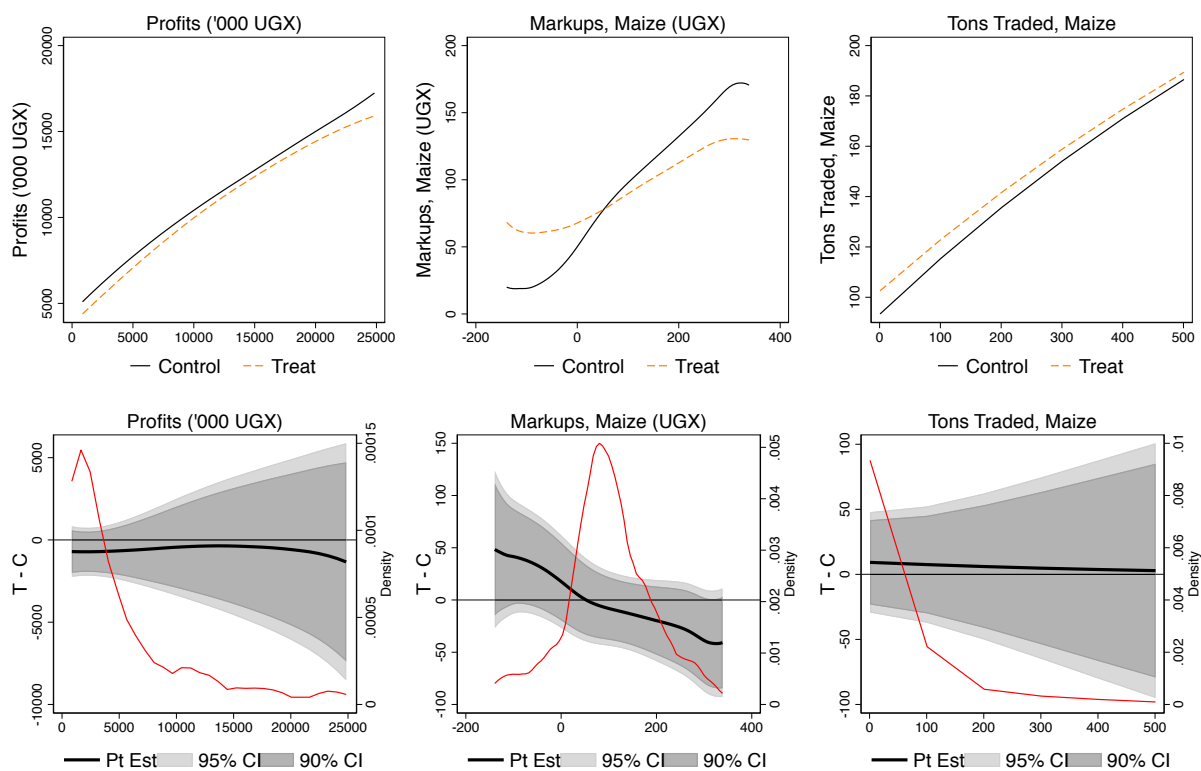 Profits ('000 UGX)
Profits ('000 UGX)
20000
15000
10000
5000
0 5000 10000 15000 20000 25000
Control Treat
Markups, Maize (UGX)
Markups, Maize (UGX)
200
150
100
50
0
-200 0 200 400
Control Treat
Tons Traded, Maize
Tons Traded, Maize
200
180
160
140
120
100
0 100 200 300 400 500
Control Treat
Profits ('000 UGX)
T - C
5000
0
-5000
-10000
.00015
.0001
.00005
0
Density
0 5000 10000 15000 20000 25000
Pt Est 95% CI 90% CI
Markups, Maize (UGX)
T - C
150
100
50
0
-50
-100
.005
.004
.003
.002
.001
0
Density
-200 0 200 400
Pt Est 95% CI 90% CI
Tons Traded, Maize
T - C
100
50
0
-50
-100
.01
.008
.006
.004
.002
0
Density
0 100 200 300 400 500
Pt Est 95% CI 90% CI